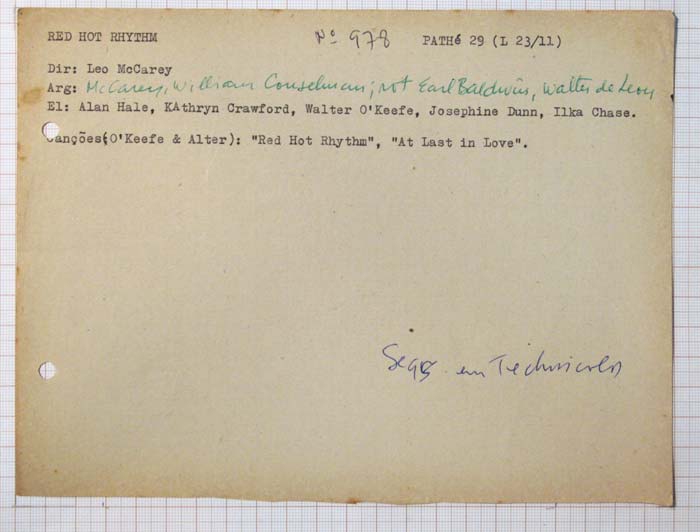 RED HOT RHYTHM Nº 978 PATHé 29 (L 23/11)
Dir: Leo McCarey
Arg: McCarey, William Conselman; rot Earl Baldwin, Walter de Leon
El: Alan Hale, KAthryn Crawford, Walter O'Keefe, Josephine Dunn, Ilka Chase.
Canções(O'Keefe & Alter): "Red Hot Rhythm", "At Last in Love".
Seqs em Technicolor